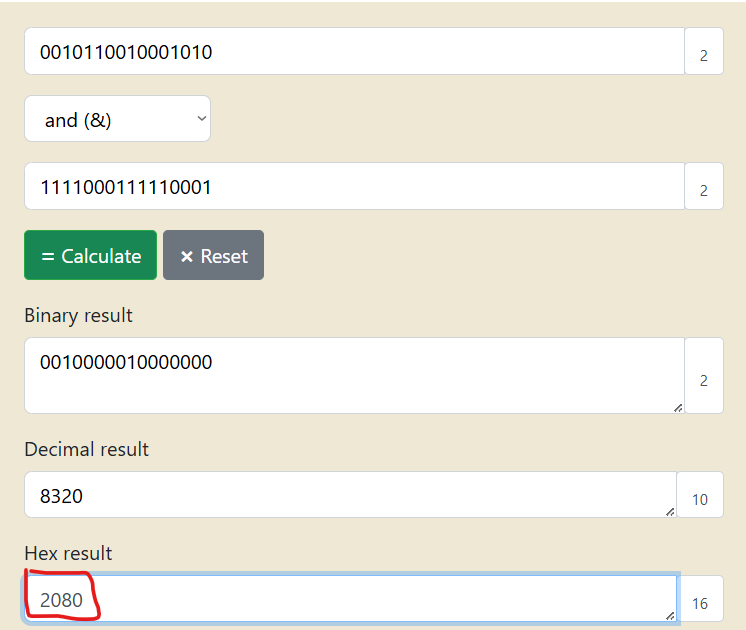 0010110010001010 2
and (&)
1111000111110001 2
= Calculate × Reset
Binary result
0010000010000000 2
Decimal result
8320 10
Hex result
2080 16